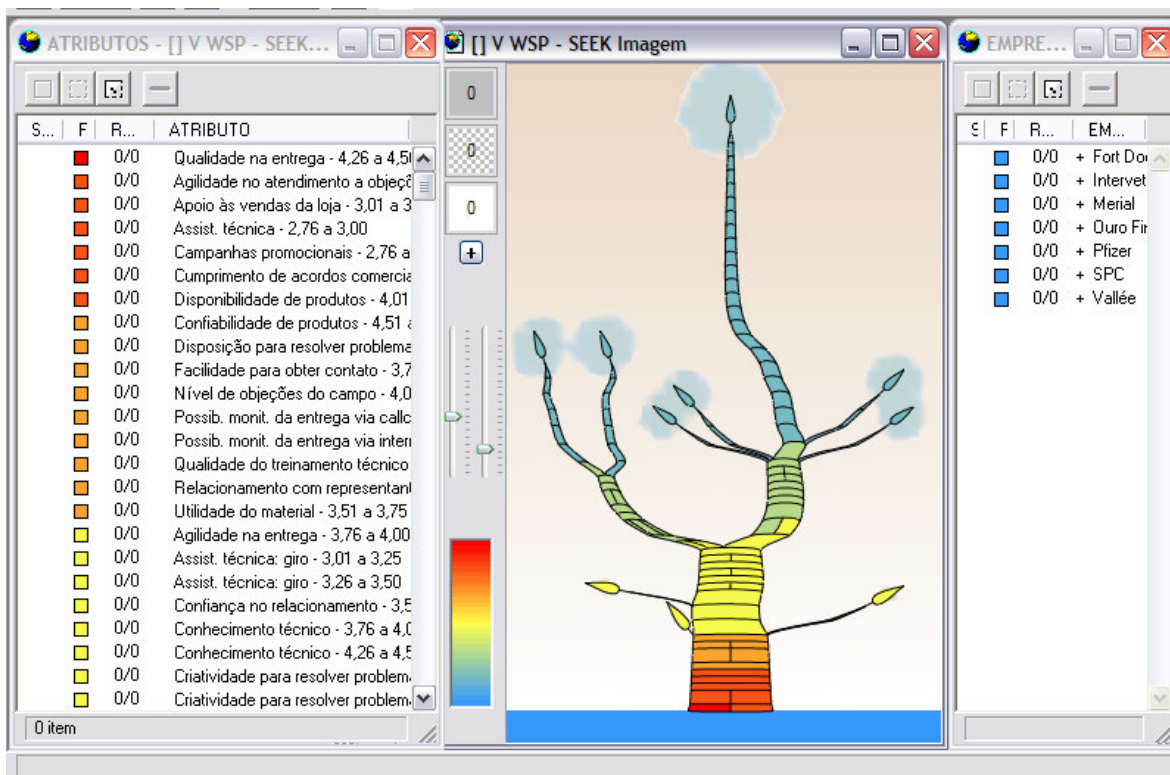 ATRIBUTOS - [] V WSP - SEEK...
S... F R... ATRIBUTO
0/0 Qualidade na entrega - 4,26 a 4,5
0/0 Agilidade no atendimento a objeç
0/0 Apoio às vendas da loja - 3,01 a 3
0/0 Assist. técnica - 2,76 a 3,00
0/0 Campanhas promocionais - 2,76 a
0/0 Cumprimento de acordos comercia
0/0 Disponibilidade de produtos - 4,01
0/0 Confiabilidade de produtos - 4,51
0/0 Disposição para resolver problema
0/0 Facilidade para obter contato - 3,7
0/0 Nível de objeções do campo - 4,0
0/0 Possib. monit. da entrega via callc
0/0 Possib. monit. da entrega via inter
0/0 Qualidade do treinamento técnico
0/0 Relacionamento com representan
0/0 Utilidade do material - 3,51 a 3,75
0/0 Agilidade na entrega - 3,76 a 4,00
0/0 Assist. técnica: giro - 3,01 a 3,25
0/0 Assist. técnica: giro - 3,26 a 3,50
0/0 Confiança no relacionamento - 3,5
0/0 Conhecimento técnico - 3,76 a 4,0
0/0 Conhecimento técnico - 4,26 a 4,5
0/0 Criatividade para resolver problem
0/0 Criatividade para resolver problem
0 item
[] V WSP - SEEK Imagem
0
0
0
+
EMPRE...
S F R... EM...
0/0 + Fort Do
0/0 + Intervet
0/0 + Merial
0/0 + Ouro Fi
0/0 + Pfizer
0/0 + SPC
0/0 + Vallée